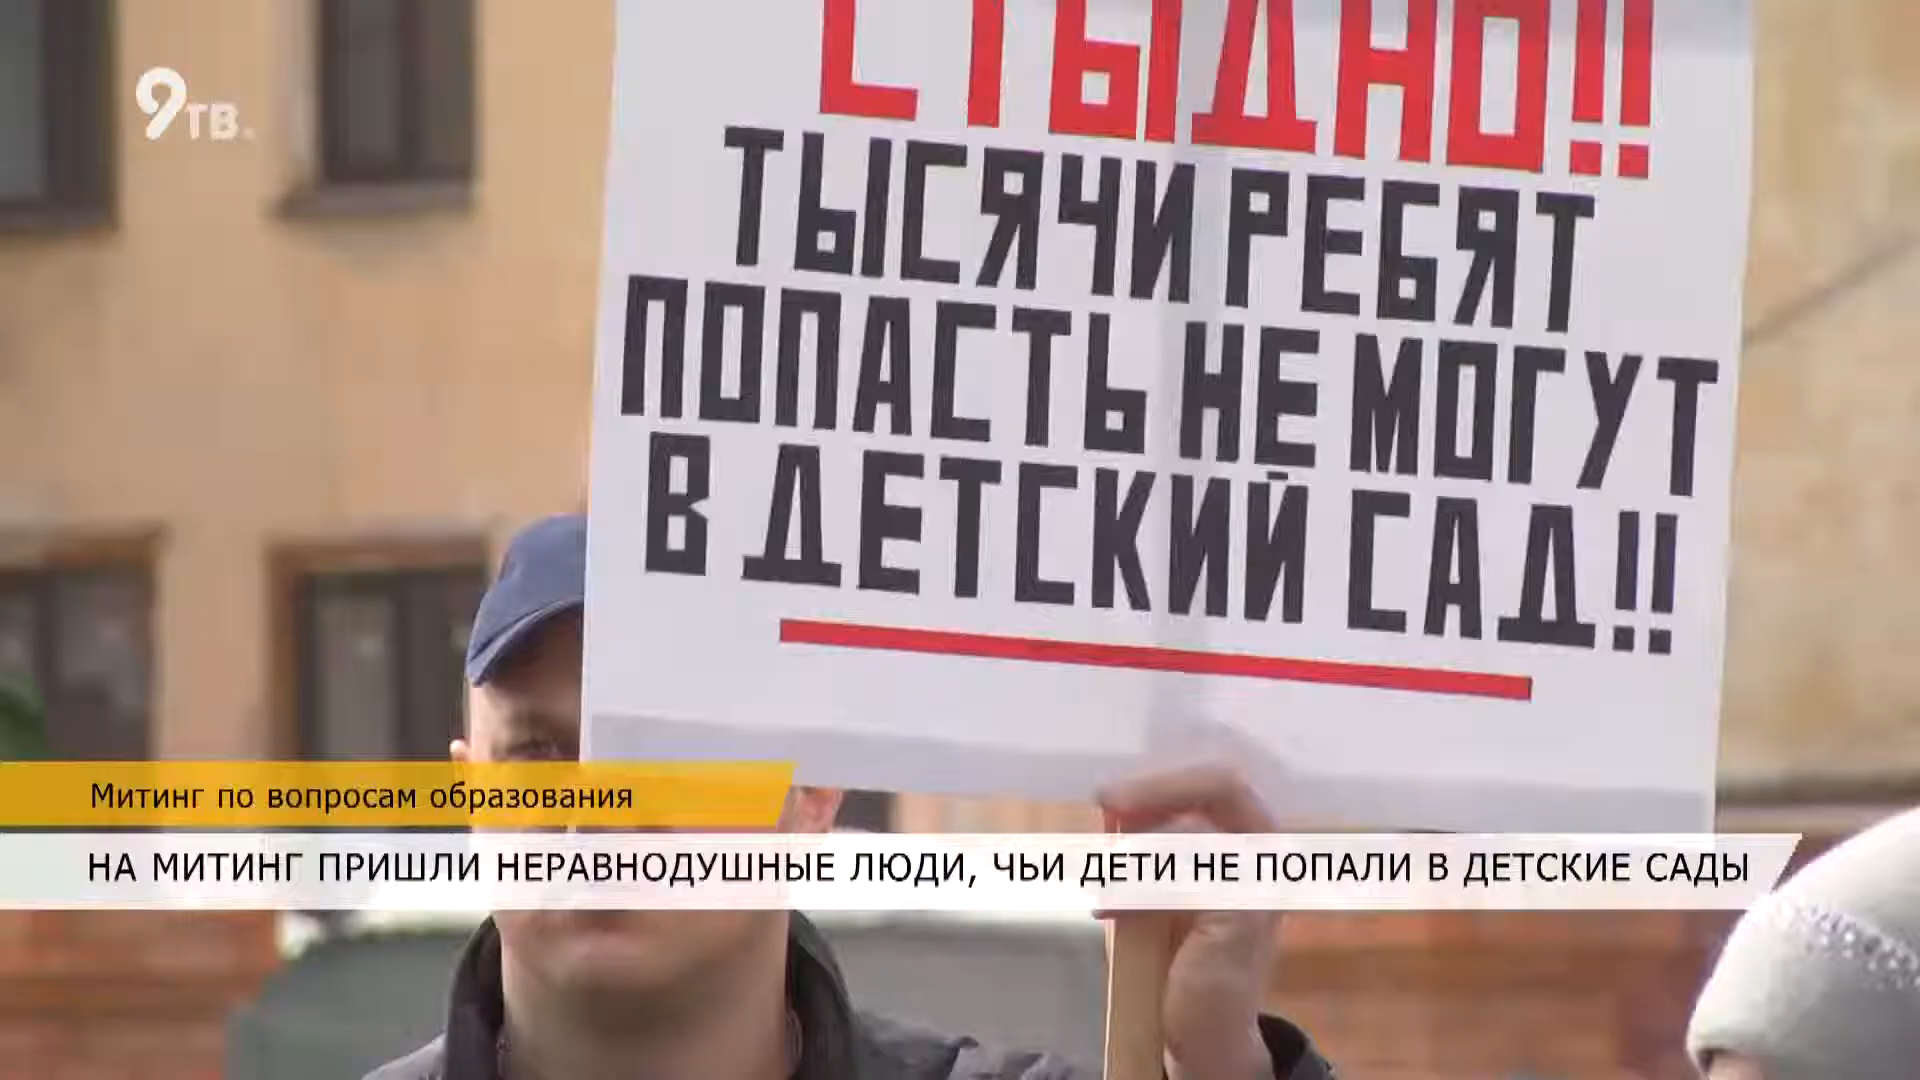 9ТВ.
СТЫДНО!!
ТЫСЯЧИ РЕБЯТ
ПОПАСТЬ НЕ МОГУТ
В ДЕТСКИЙ САД!!
Митинг по вопросам образования
НА МИТИНГ ПРИШЛИ НЕРАВНОДУШНЫЕ ЛЮДИ, ЧЬИ ДЕТИ НЕ ПОПАЛИ В ДЕТСКИЕ САДЫ